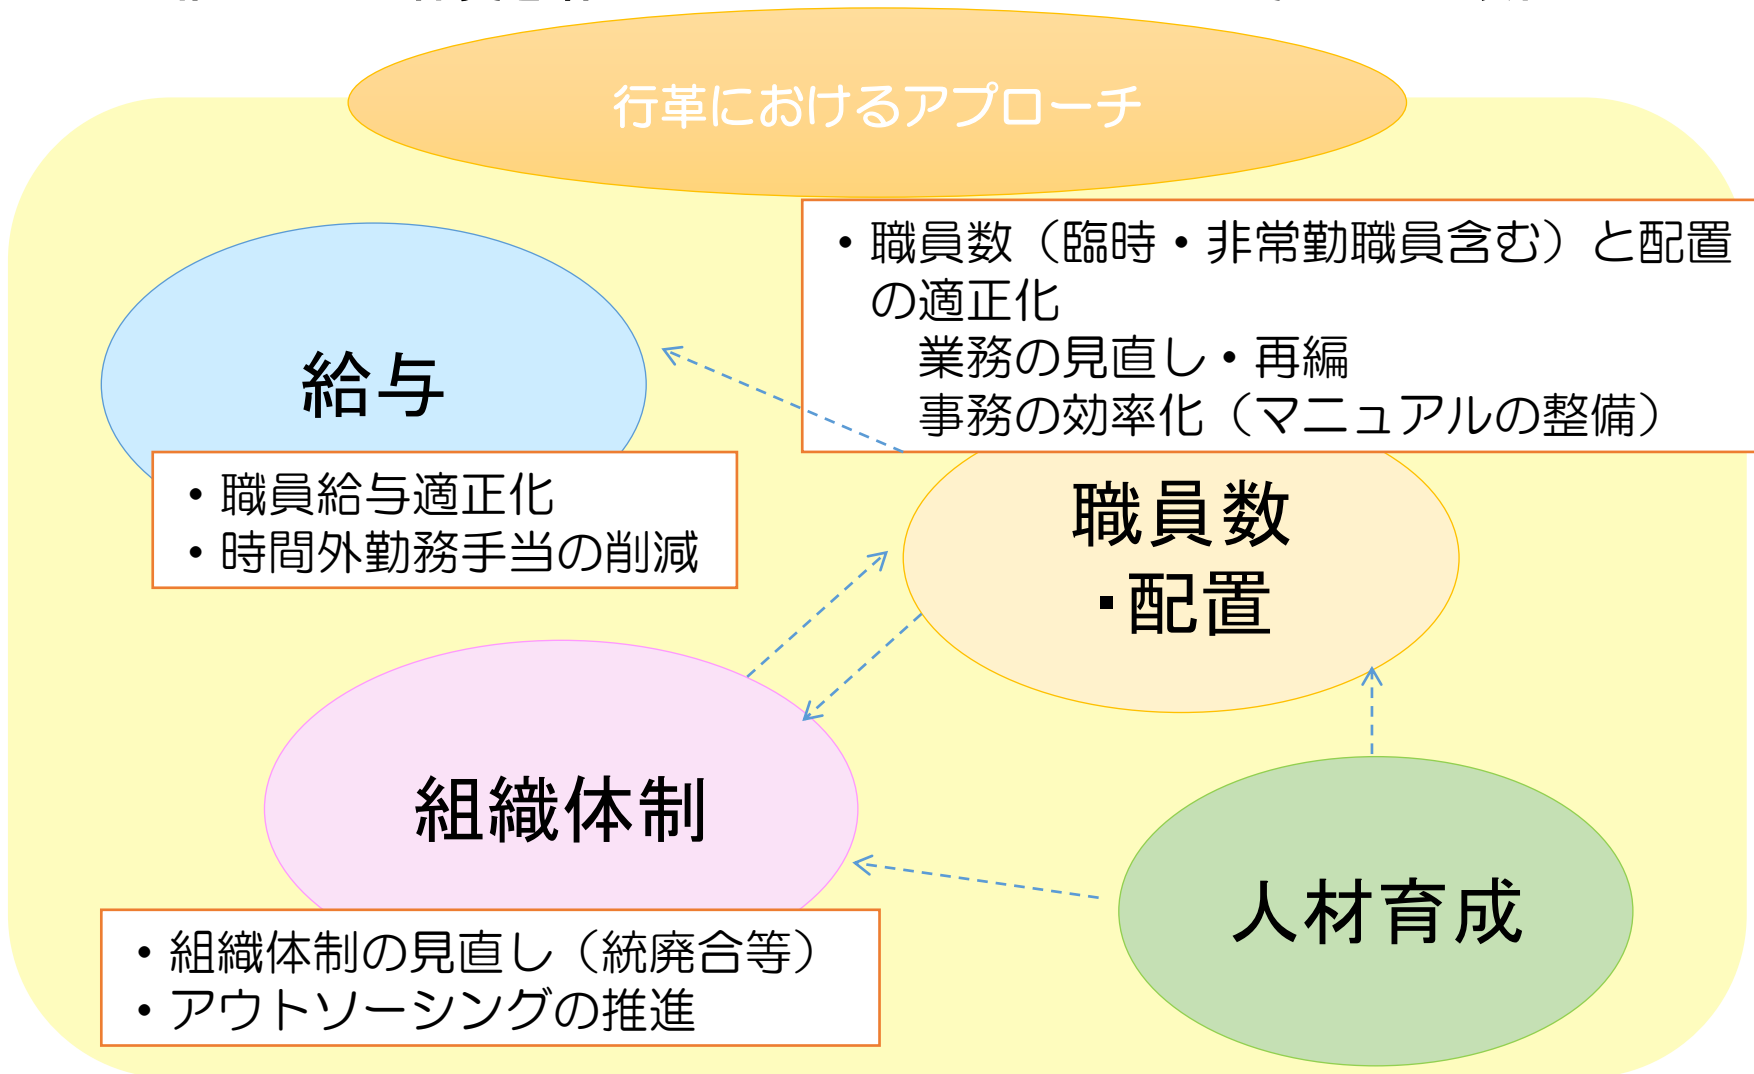 行革におけるアプローチ
・職員数（臨時・非常勤職員含む）と配置
の適正化
業務の見直し・再編
事務の効率化（マニュアルの整備）
給与
・職員給与適正化
・時間外勤務手当の削減
職員数
・配置
組織体制
・組織体制の見直し（統廃合等）
・アウトソーシングの推進
人材育成